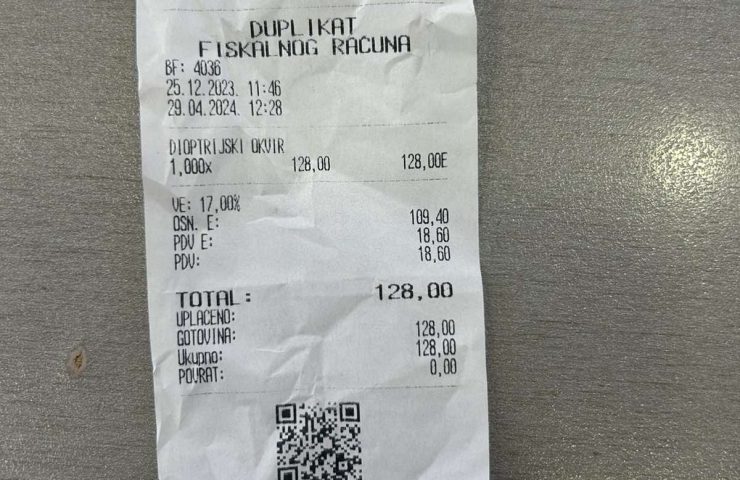 DUPLIKAT
FISKALNOG RAČUNA
BF: 4036
25.12.2023. 11:46
29.04.2024. 12:28
DIOPTRIJSKI OKVIR
1,000x 128,00 128,00E
VE: 17,00%
OSN. E: 109,40
PDV E: 18,60
PDV: 18,60
TOTAL: 128,00
UPLAĆENO:
GOTOVINA: 128,00
Ukupno: 128,00
POVRAT: 0,00